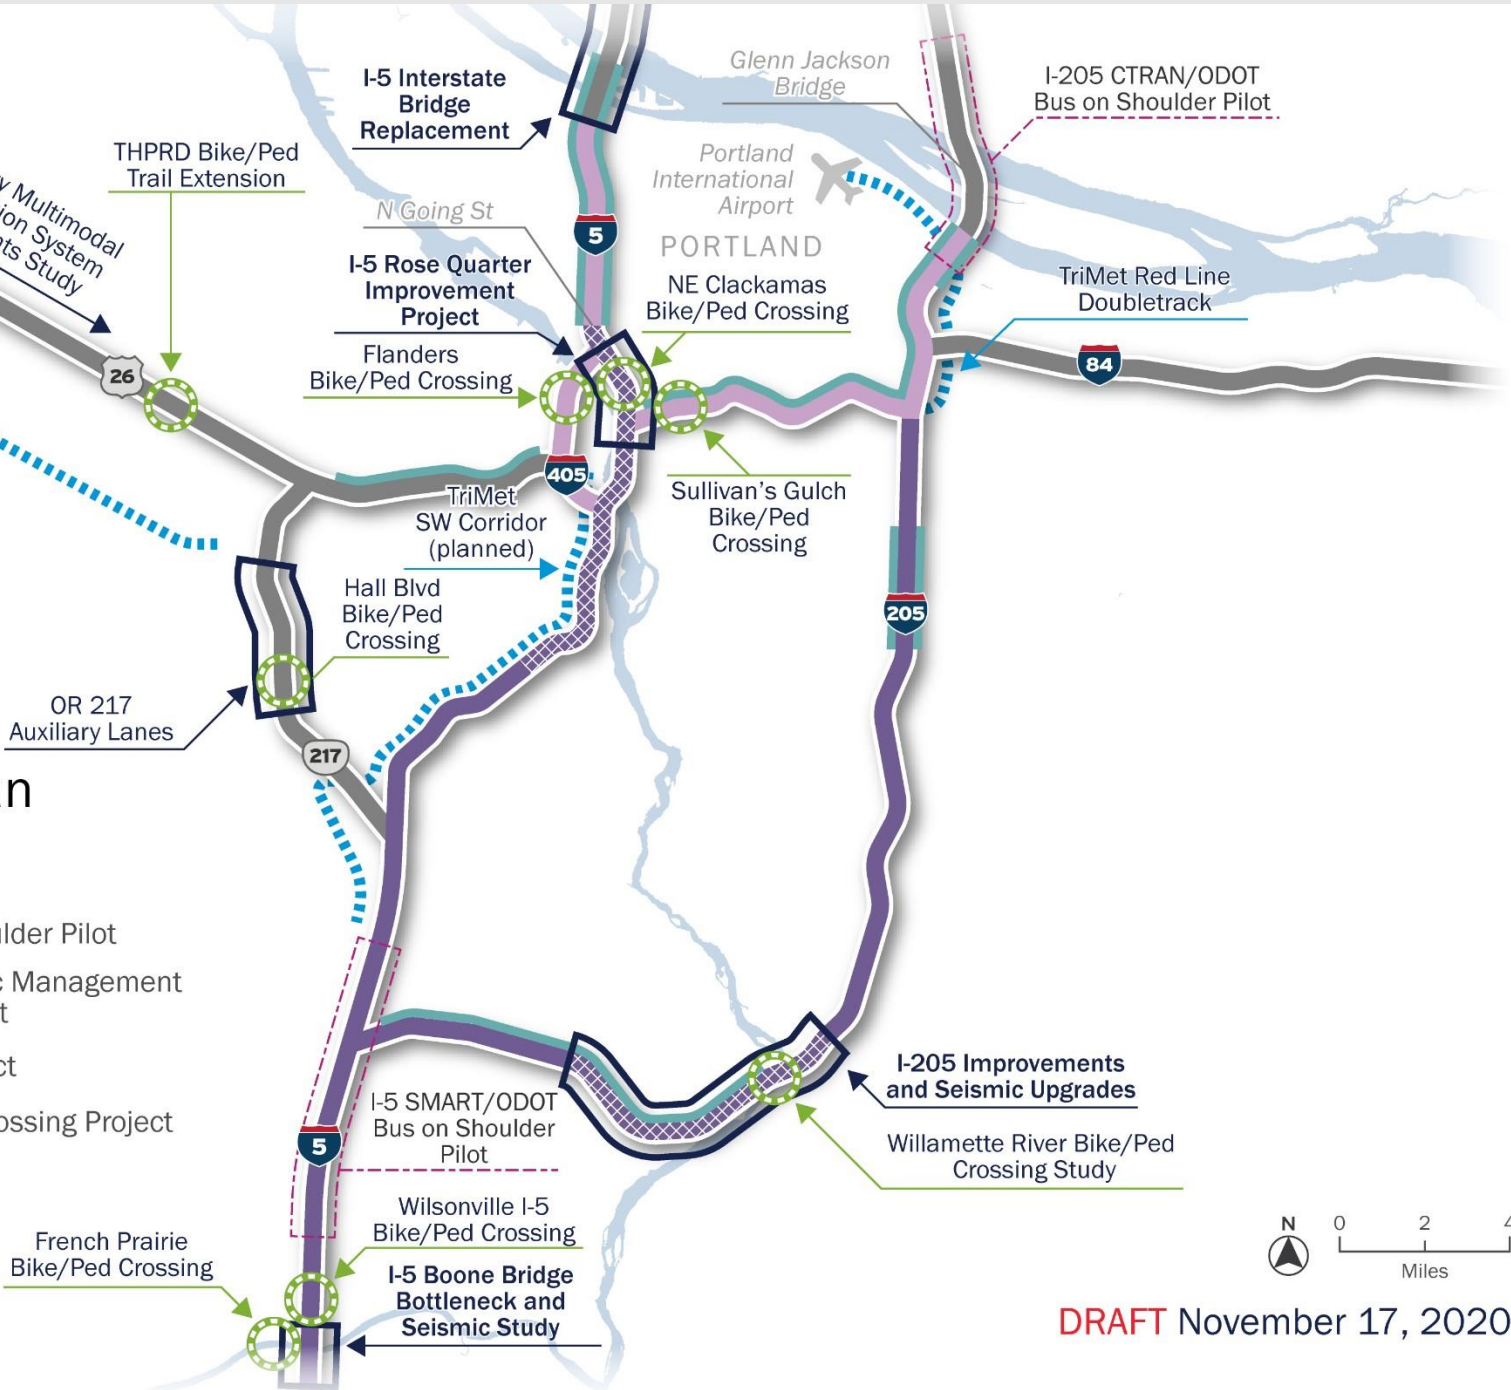 I-5 Interstate
Bridge
Replacement
Glenn Jackson
Bridge
I-205 CTRAN/ODOT
Bus on Shoulder Pilot
THPRD Bike/Ped
Trail Extension
Portland
International
Airport
Multimodal
System
Study
N Going St
5
PORTLAND
I-5 Rose Quarter
Improvement
Project
NE Clackamas
Bike/Ped Crossing
TriMet Red Line
Doubletrack
Flanders
Bike/Ped Crossing
26
84
405
TriMet
SW Corridor
(planned)
Sullivan's Gulch
Bike/Ped
Crossing
Hall Blvd
Bike/Ped
Crossing
205
OR 217
Auxiliary Lanes
217
Pilot
Management
I-205 Improvements
and Seismic Upgrades
I-5 SMART/ODOT
Bus on Shoulder
Pilot
Project
5
Willamette River Bike/Ped
Crossing Study
Wilsonville I-5
Bike/Ped Crossing
French Prairie
Bike/Ped Crossing
I-5 Boone Bridge
Bottleneck and
Seismic Study
N
0 2 4
Miles
DRAFT November 17, 2020